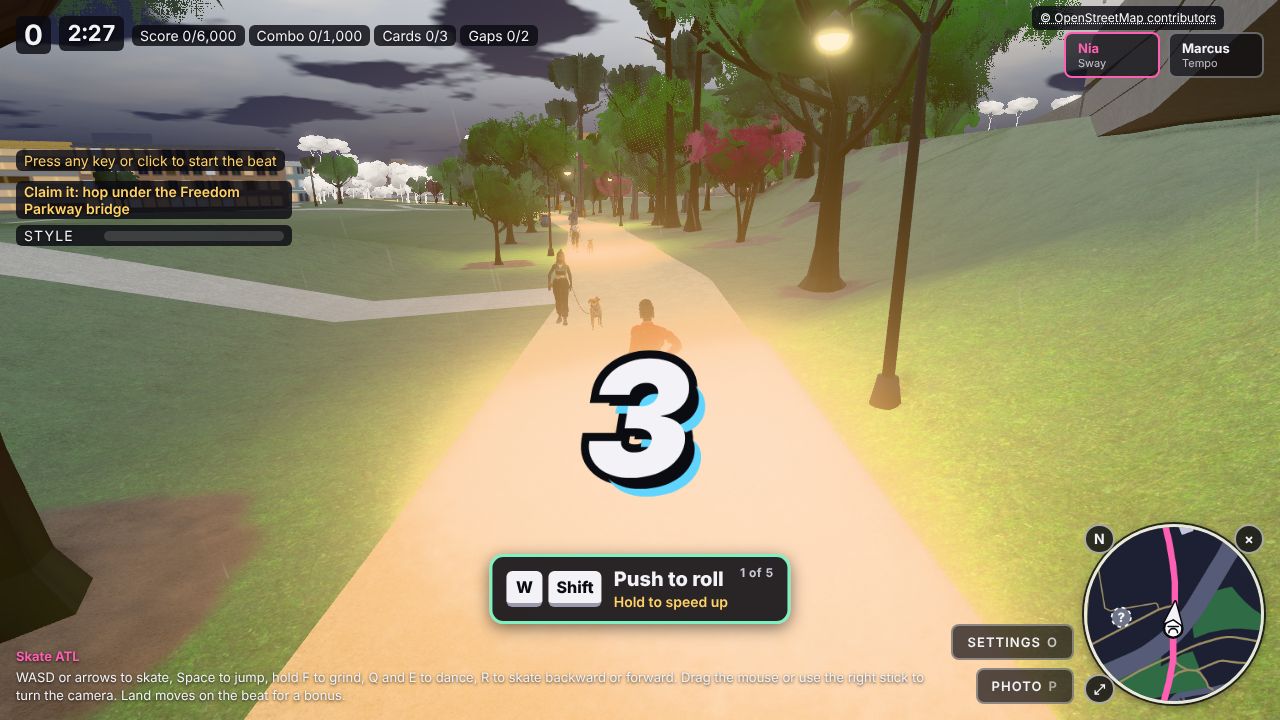 0 2:27 Score 0/6,000 Combo 0/1,000 Cards 0/3 Gaps 0/2
© OpenStreetMap contributors
Nia
Sway
Marcus
Tempo
Press any key or click to start the beat
Claim it: hop under the Freedom
Parkway bridge
STYLE
3
W Shift Push to roll 1 of 5
Hold to speed up
N ×
?
SETTINGS O
PHOTO P
Skate ATL
WASD or arrows to skate, Space to jump, hold F to grind, Q and E to dance, R to skate backward or forward. Drag the mouse or use the right stick to
turn the camera. Land moves on the beat for a bonus.